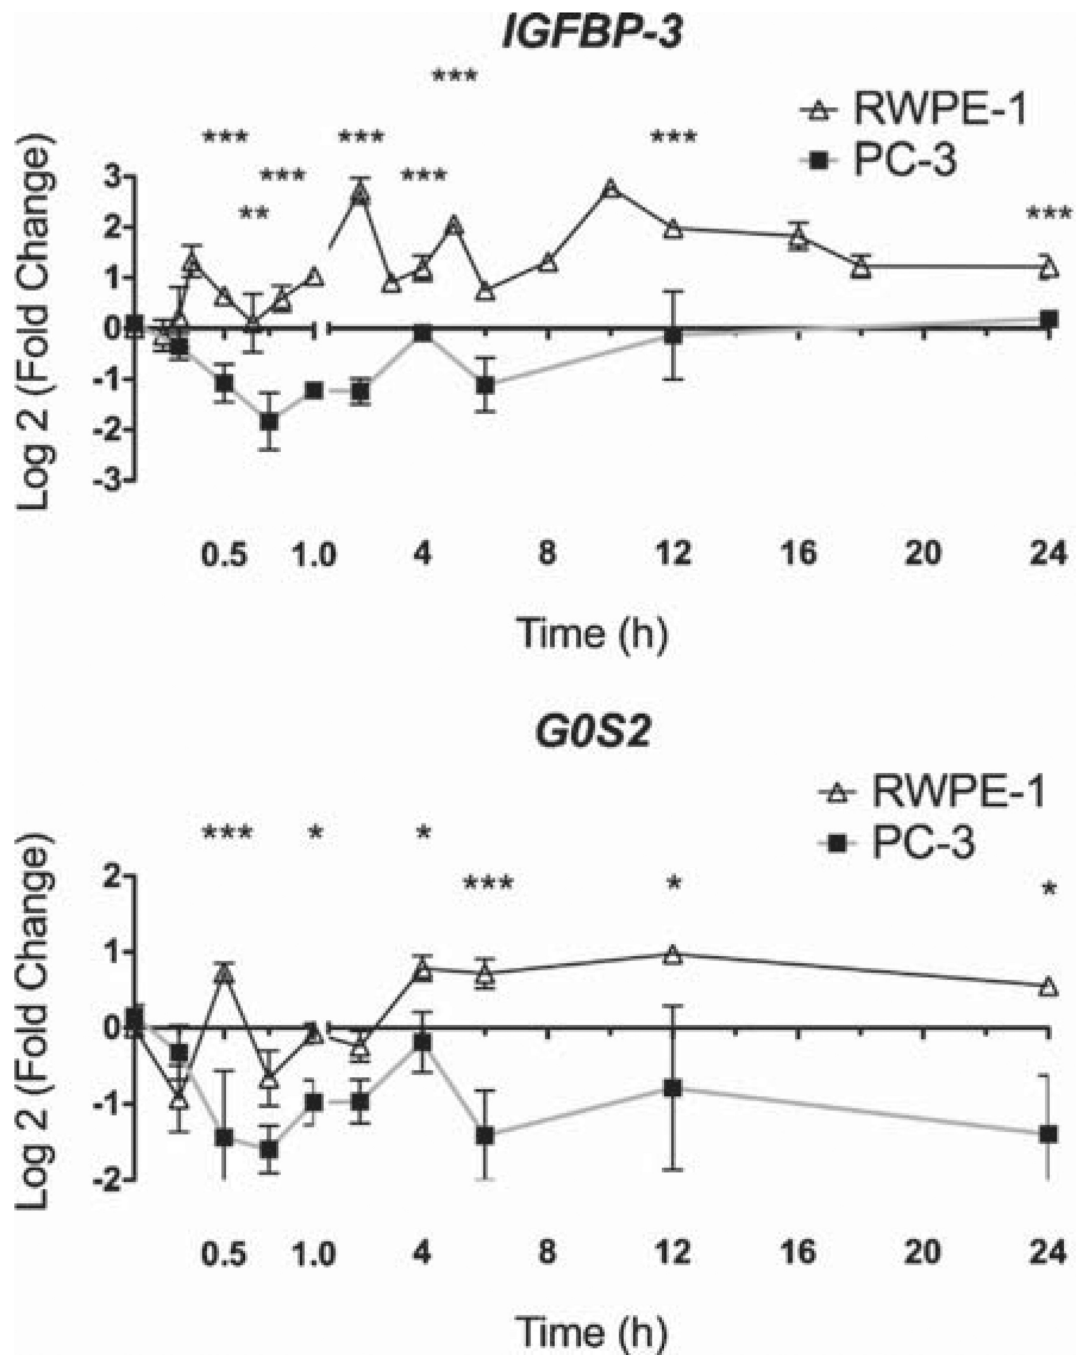 IGFBP-3
***
RWPE-1
PC-3
*** *** ***
*** ***
** ***
Log 2 (Fold Change)
3
2
1
0
-1
-2
-3
0.5 1.0 4 8 12 16 20 24
Time (h)
G0S2
RWPE-1
PC-3
*** * *
*** * *
Log 2 (Fold Change)
2
1
0
-1
-2
0.5 1.0 4 8 12 16 20 24
Time (h)